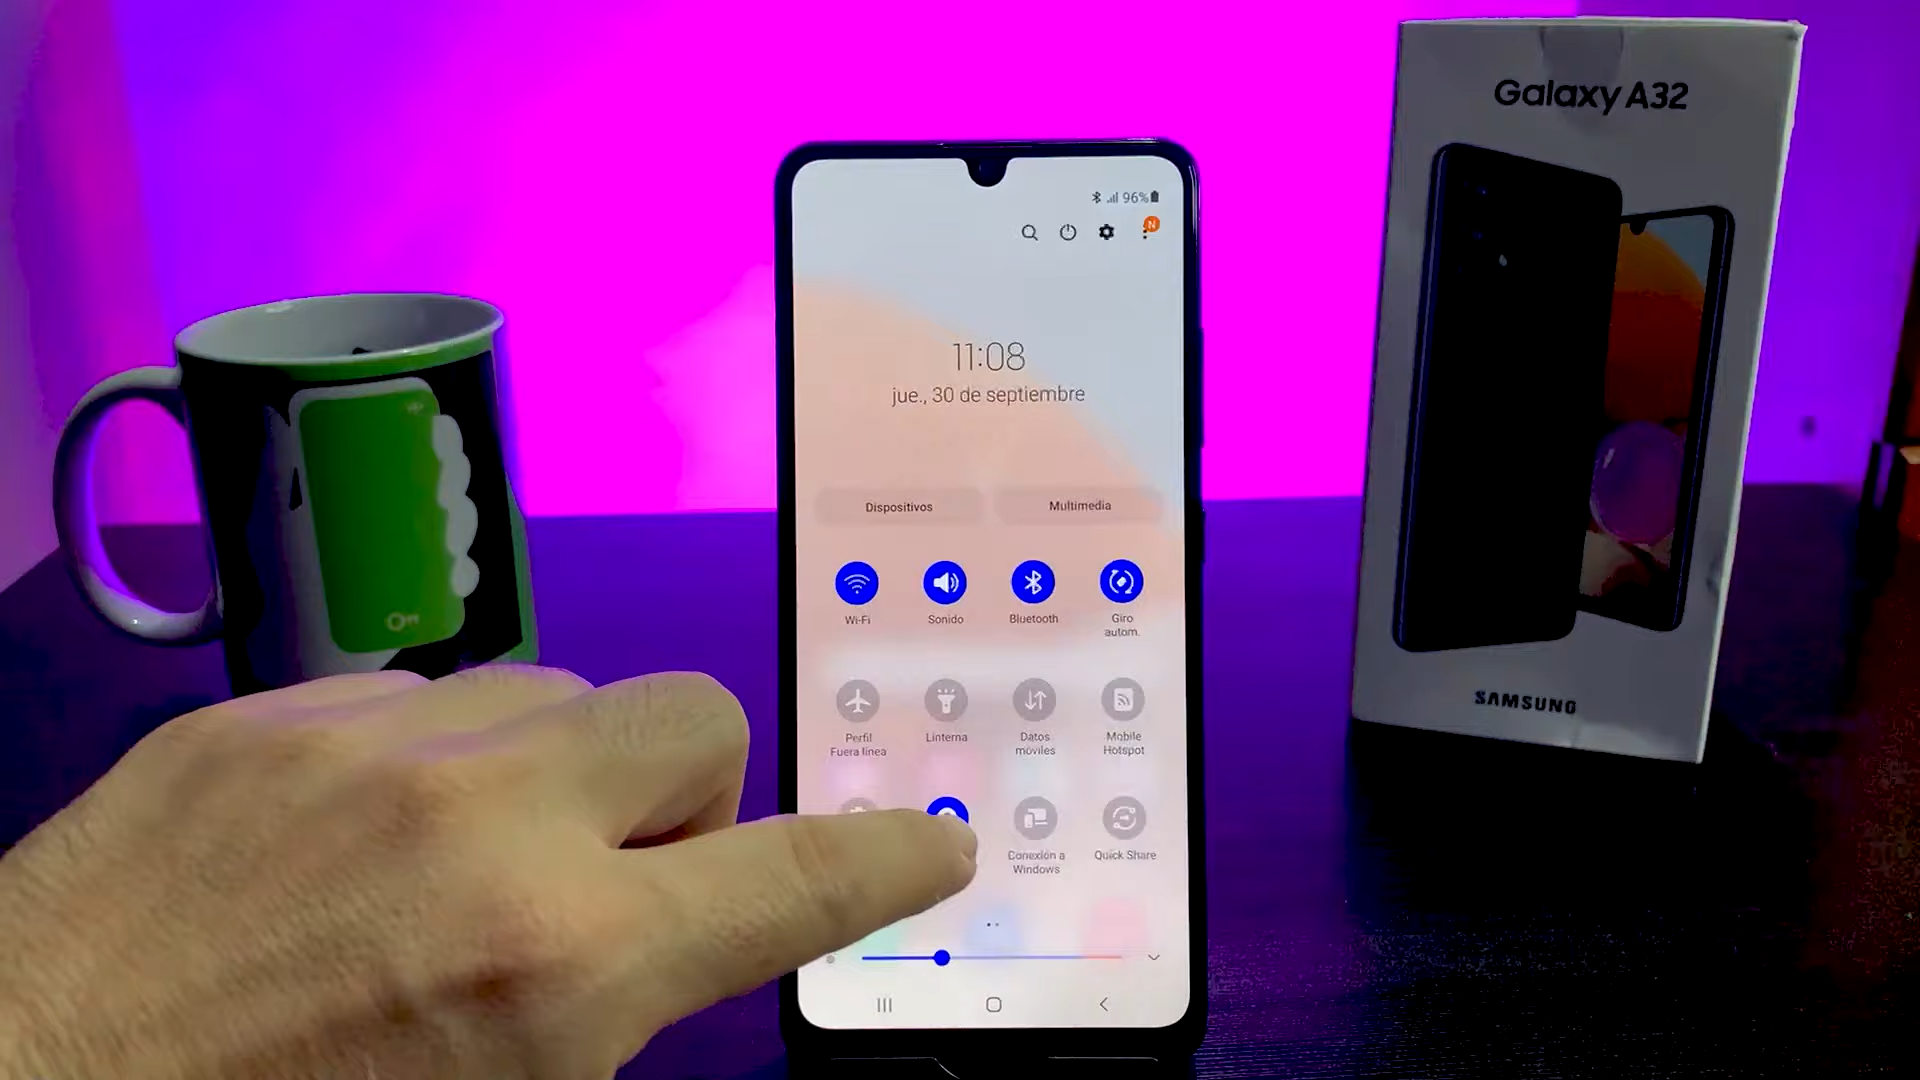 Galaxy A32
96%
N
11:08
jue., 30 de septiembre
Dispositivos
Multimedia
Wi-Fi
Sonido
Bluetooth
Giro
autom.
Perfil
Fuera línea
Linterna
Datos
móviles
Mobile
Hotspot
Conexión a
Windows
Quick Share
SAMSUNG